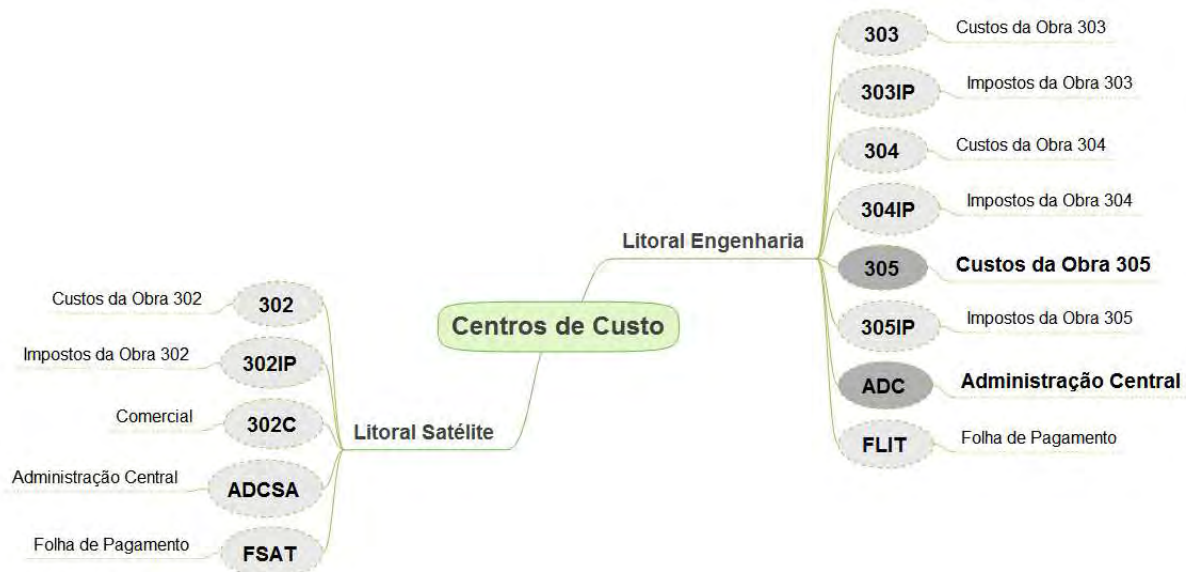 Centros de Custo
Litoral Engenharia
303
Custos da Obra 303
303IP
Impostos da Obra 303
304
Custos da Obra 304
304IP
Impostos da Obra 304
305
Custos da Obra 305
305IP
Impostos da Obra 305
ADC
Administração Central
FLIT
Folha de Pagamento
Litoral Satélite
Custos da Obra 302
302
Impostos da Obra 302
302IP
Comercial
302C
Administração Central
ADCSA
Folha de Pagamento
FSAT